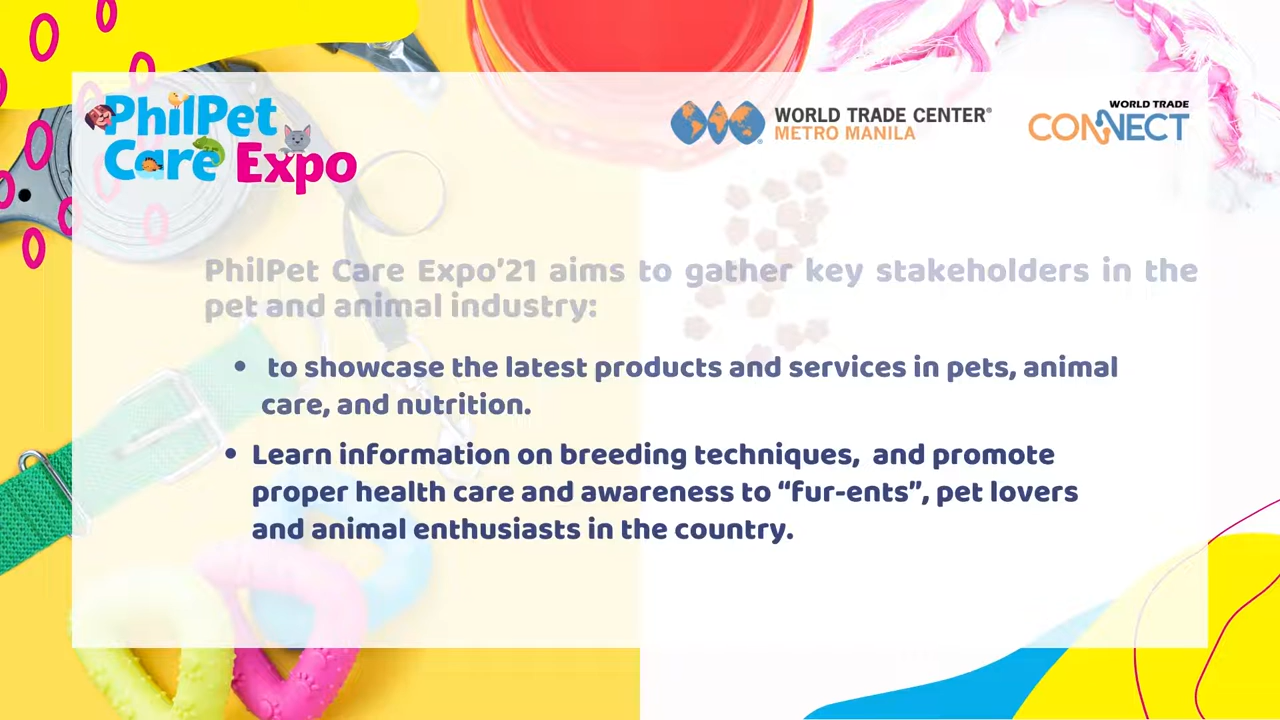 PhilPet
Care Expo
WORLD TRADE CENTER®
METRO MANILA
WORLD TRADE
CONNECT
PhilPet Care Expo’21 aims to gather key stakeholders in the
pet and animal industry:
• to showcase the latest products and services in pets, animal
care, and nutrition.
• Learn information on breeding techniques, and promote
proper health care and awareness to “fur-ents”, pet lovers
and animal enthusiasts in the country.